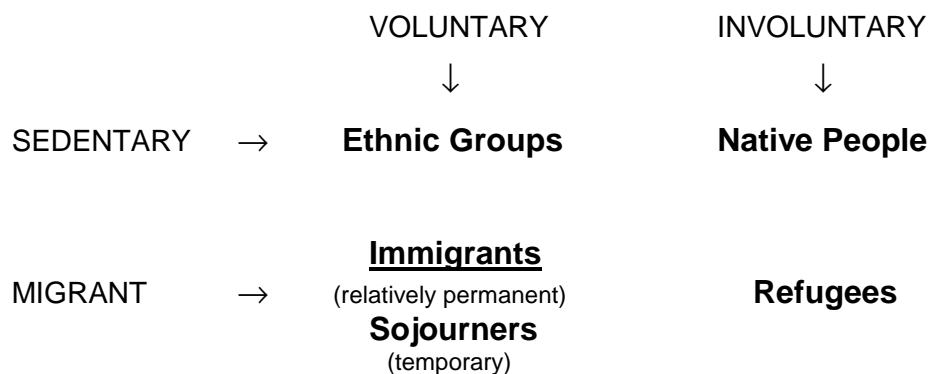 VOLUNTARY INVOLUNTARY
↓ ↓
SEDENTARY → Ethnic Groups Native People
Immigrants
MIGRANT → (relatively permanent) Refugees
Sojourners
(temporary)